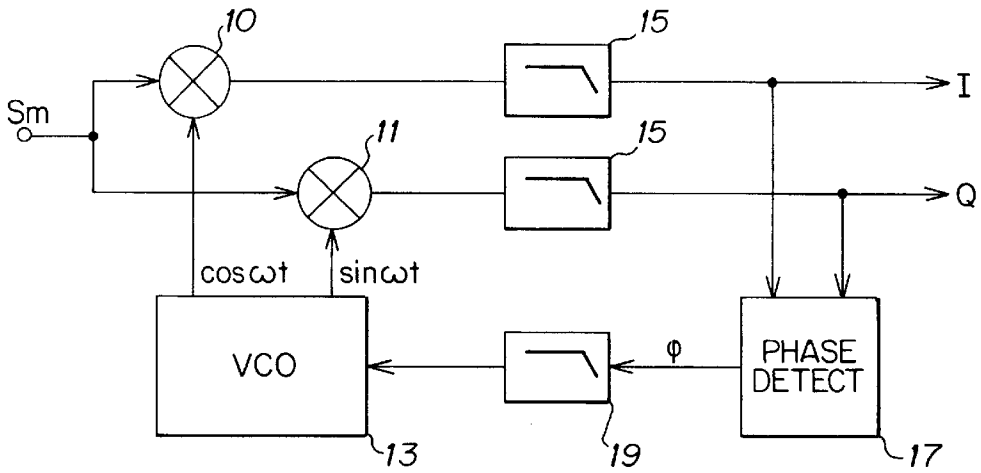 10
15
Sm
I
11
15
Q
cosωt
sinωt
VCO
φ
PHASE
DETECT
13
19
17